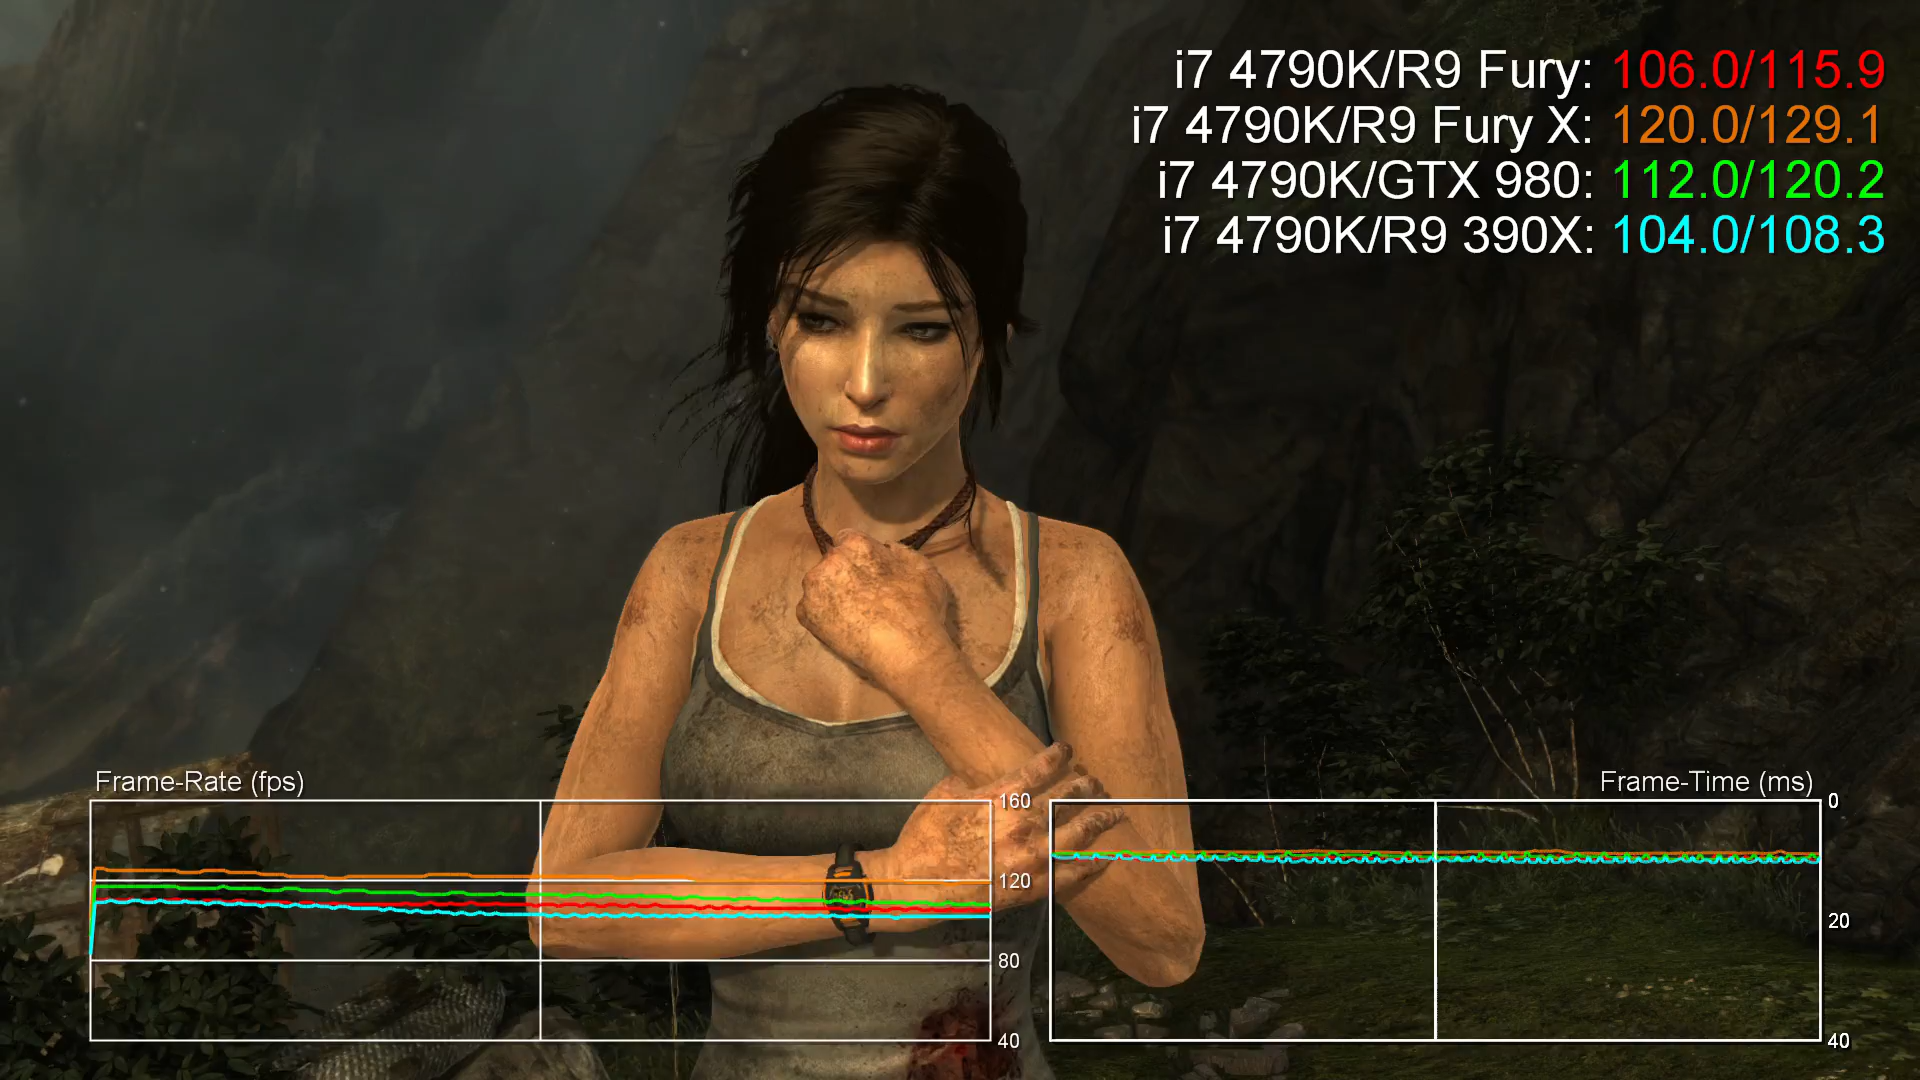 i7 4790K/R9 Fury: 106.0/115.9
i7 4790K/R9 Fury X: 120.0/129.1
i7 4790K/GTX 980: 112.0/120.2
i7 4790K/R9 390X: 104.0/108.3
Frame-Rate (fps)
160
120
80
40
Frame-Time (ms)
0
20
40